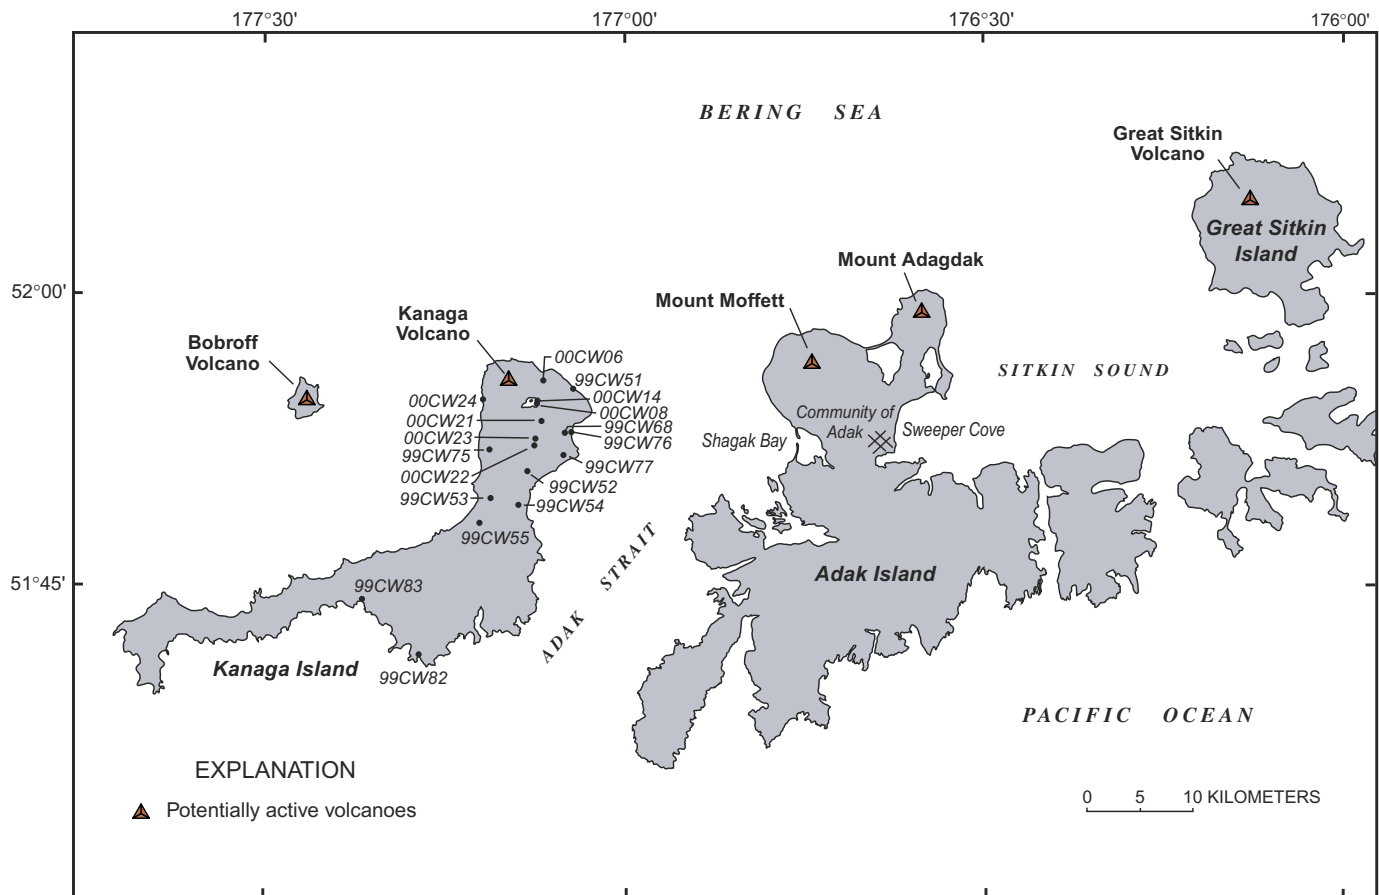 177°30'
177°00'
176°30'
176°00'
BERING SEA
Great Sitkin
Volcano
Great Sitkin
Island
Mount Adagdak
52°00'
Mount Moffett
Kanaga
Volcano
Bobroff
Volcano
00CW06
99CW51
00CW24
00CW14
00CW08
00CW21
99CW68
00CW23
99CW76
99CW75
99CW77
00CW22
99CW52
99CW53
99CW54
99CW55
SITKIN SOUND
Community of
Adak
Sweeper Cove
Shagak Bay
ADAK STRAIT
Adak Island
51°45'
99CW83
Kanaga Island
99CW82
PACIFIC OCEAN
EXPLANATION
Potentially active volcanoes
0 5 10 KILOMETERS